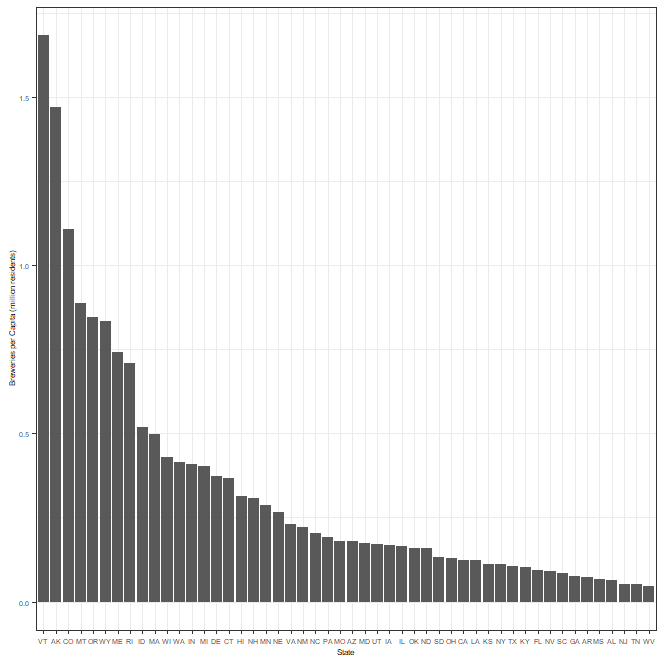 Breweries per Capita (million residents)
1.5
1.0
0.5
0.0
VT AK CO MT OR WY ME RI ID MA WI WA IN MI DE CT HI NH MN NE VA NM NC PA MO AZ MD UT IA IL OK ND SD OH CA LA KS NY TX KY FL NV SC GA AR MS AL NJ TN WV
State